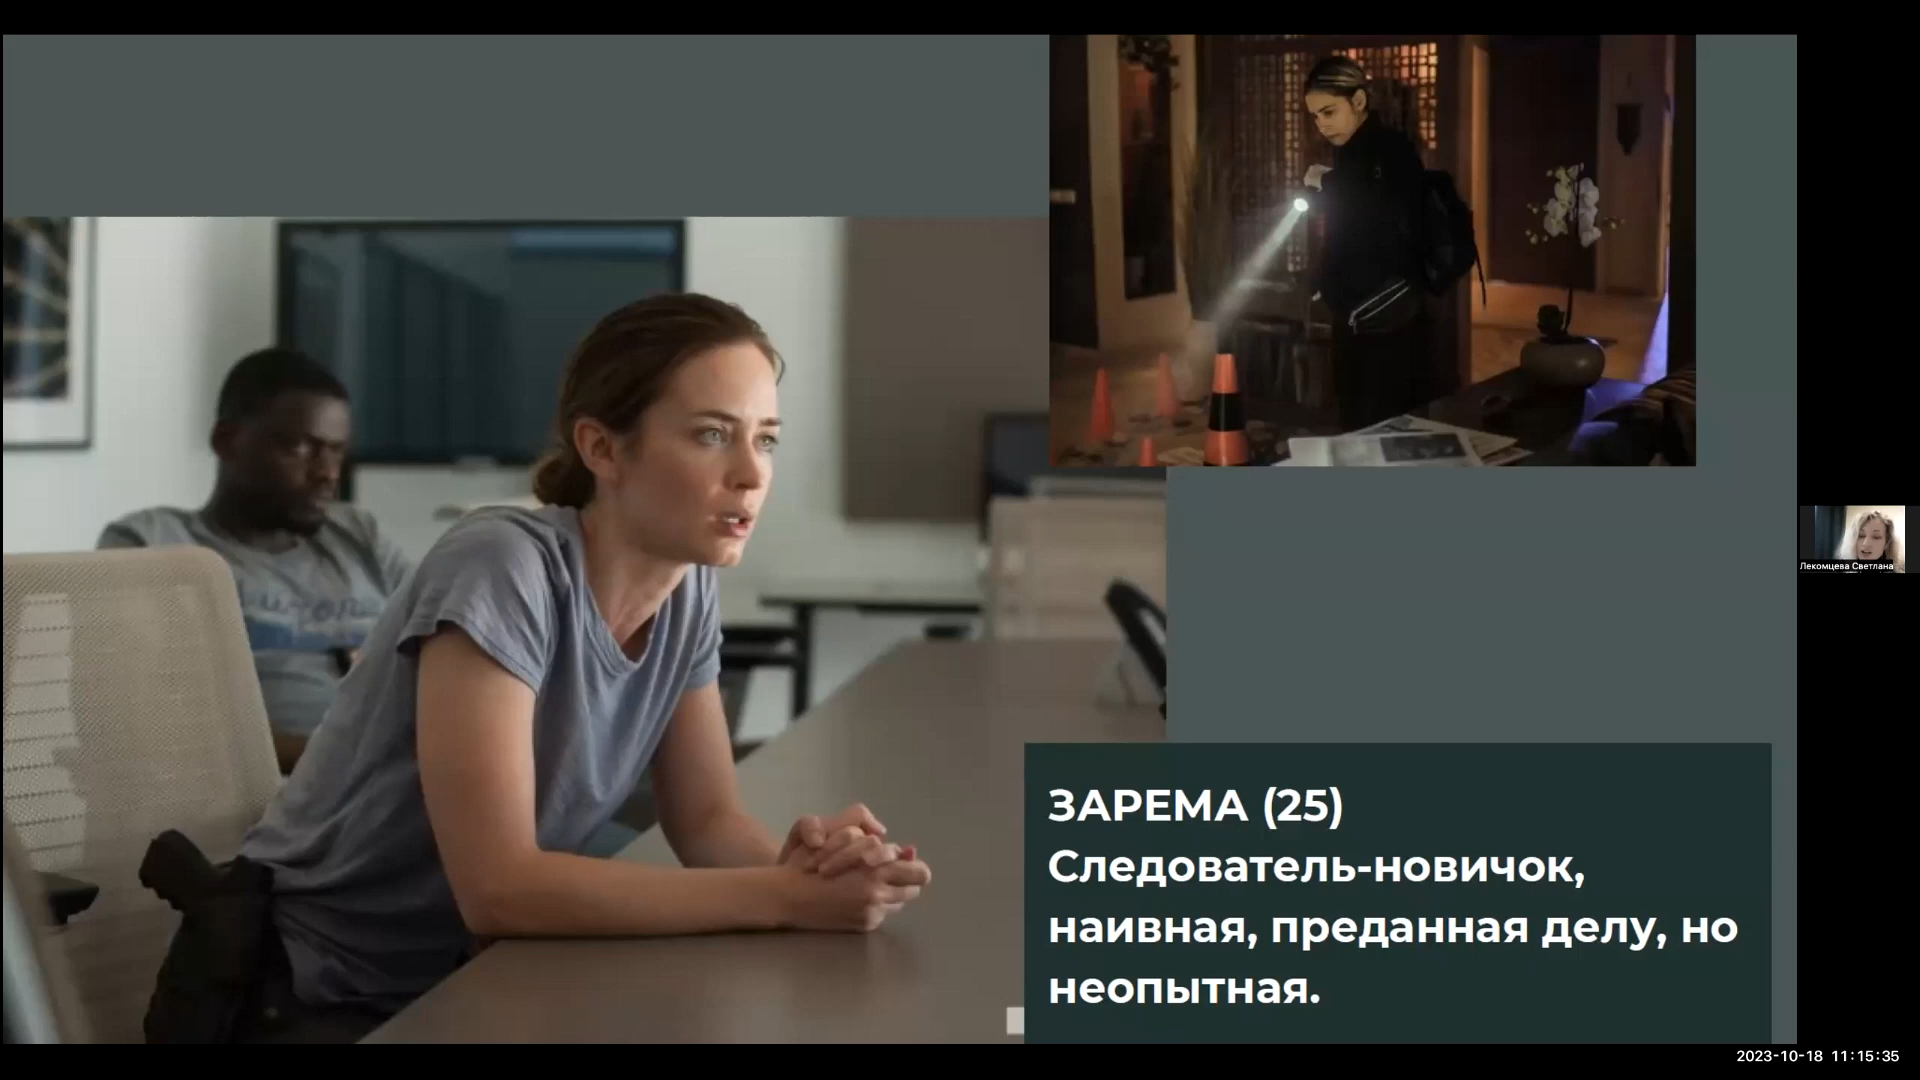 ЗАРЕМА (25)
Следователь-новичок,
наивная, преданная делу, но
неопытная.
Лекомцева Светлана
2023-10-18 11:15:35